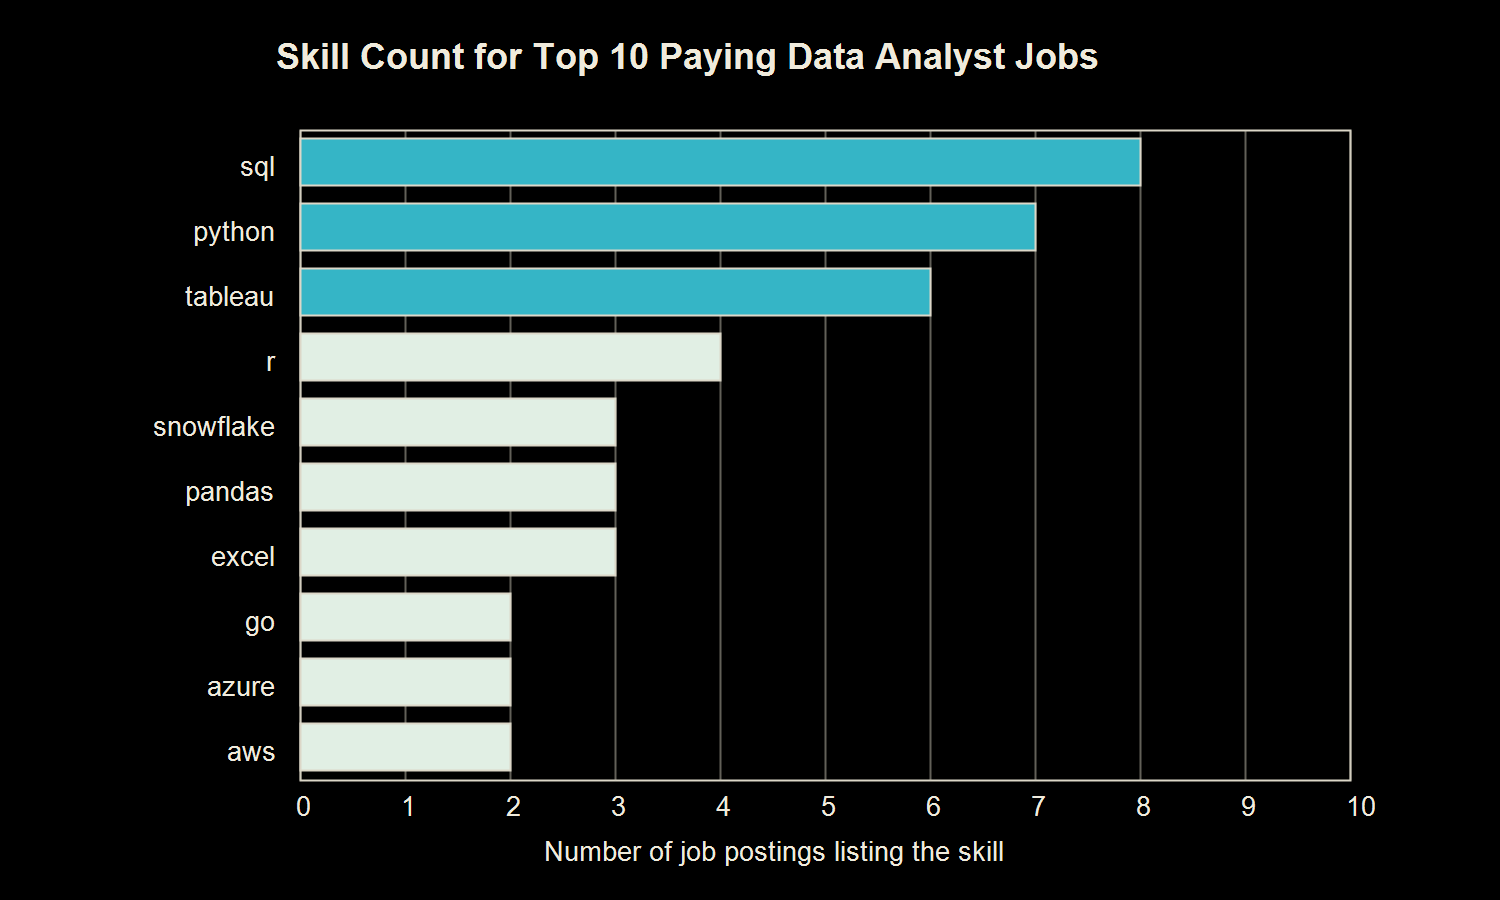 Skill Count for Top 10 Paying Data Analyst Jobs
sql
python
tableau
r
snowflake
pandas
excel
go
azure
aws
0 1 2 3 4 5 6 7 8 9 10
Number of job postings listing the skill